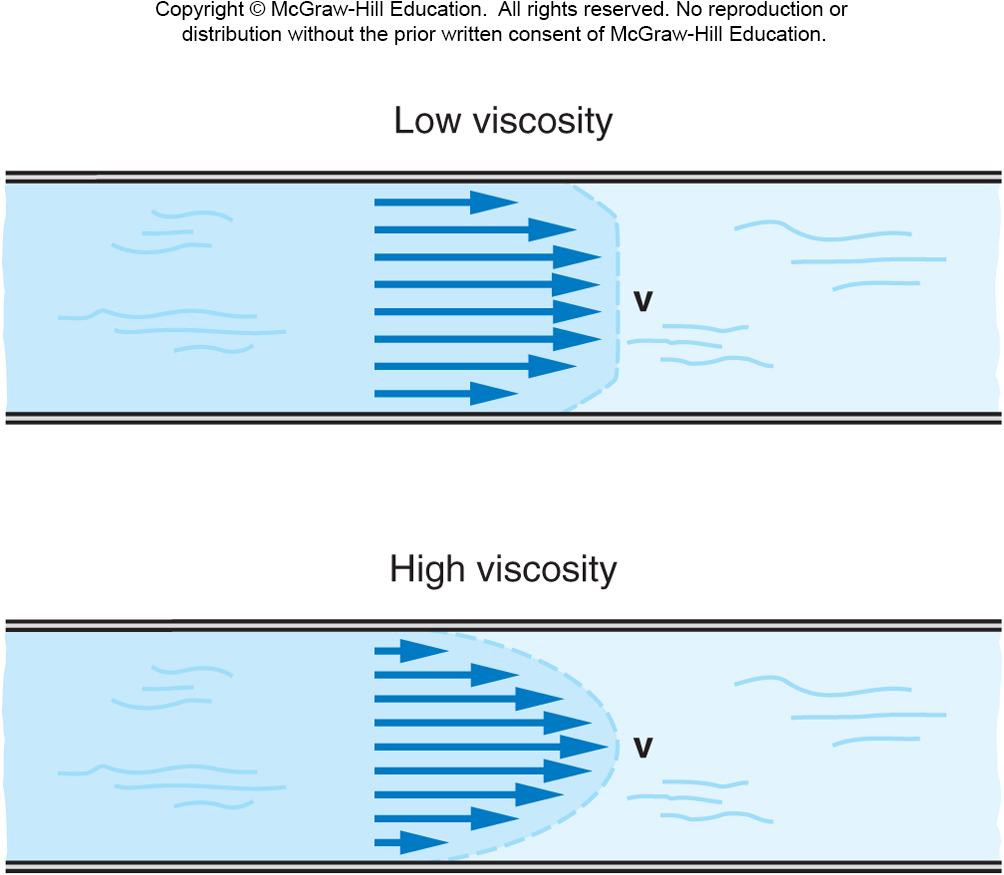 Copyright © McGraw-Hill Education. All rights reserved. No reproduction or
distribution without the prior written consent of McGraw-Hill Education.
Low viscosity
v
High viscosity
v